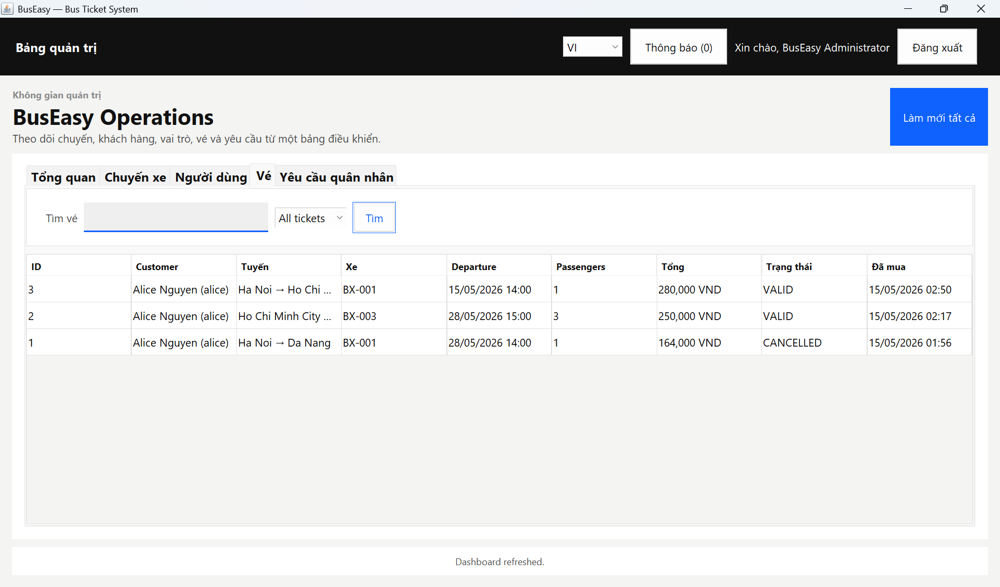 BusEasy — Bus Ticket System
Bảng quản trị
VI
Thông báo (0)
Xin chào, BusEasy Administrator
Đăng xuất
Không gian quản trị
BusEasy Operations
Theo dõi chuyến, khách hàng, vai trò, vé và yêu cầu từ một bảng điều khiển.
Làm mới tất cả
Tổng quan Chuyến xe Người dùng Vé Yêu cầu quân nhân
Tìm vé All tickets Tìm
ID Customer Tuyến Xe Departure Passengers Tổng Trạng thái Đã mua
3 Alice Nguyen (alice) Ha Noi → Ho Chi ... BX-001 15/05/2026 14:00 1 280,000 VND VALID 15/05/2026 02:50
2 Alice Nguyen (alice) Ho Chi Minh City ... BX-003 28/05/2026 15:00 3 250,000 VND VALID 15/05/2026 02:17
1 Alice Nguyen (alice) Ha Noi → Da Nang BX-001 28/05/2026 14:00 1 164,000 VND CANCELLED 15/05/2026 01:56
Dashboard refreshed.